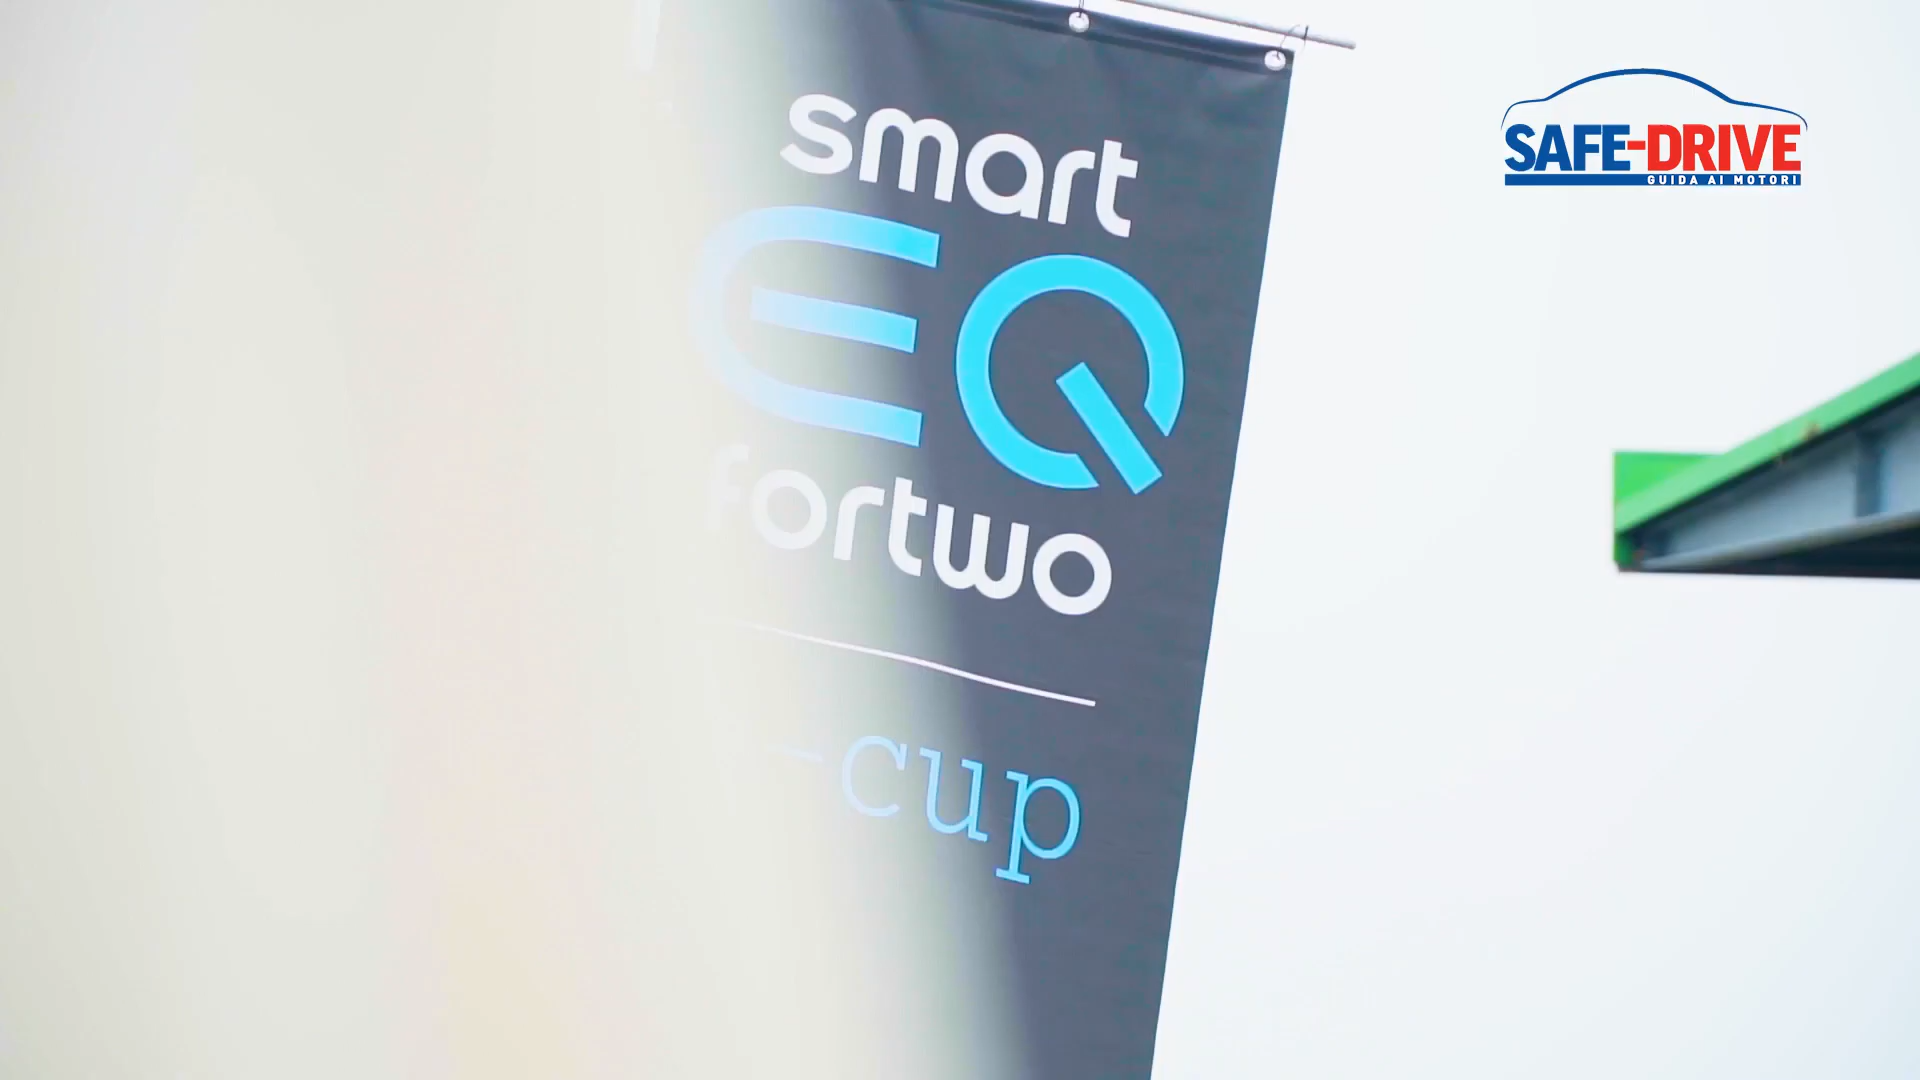 smart
EQ
fortwo
-cup
SAFE-DRIVE
GUIDA AI MOTORI